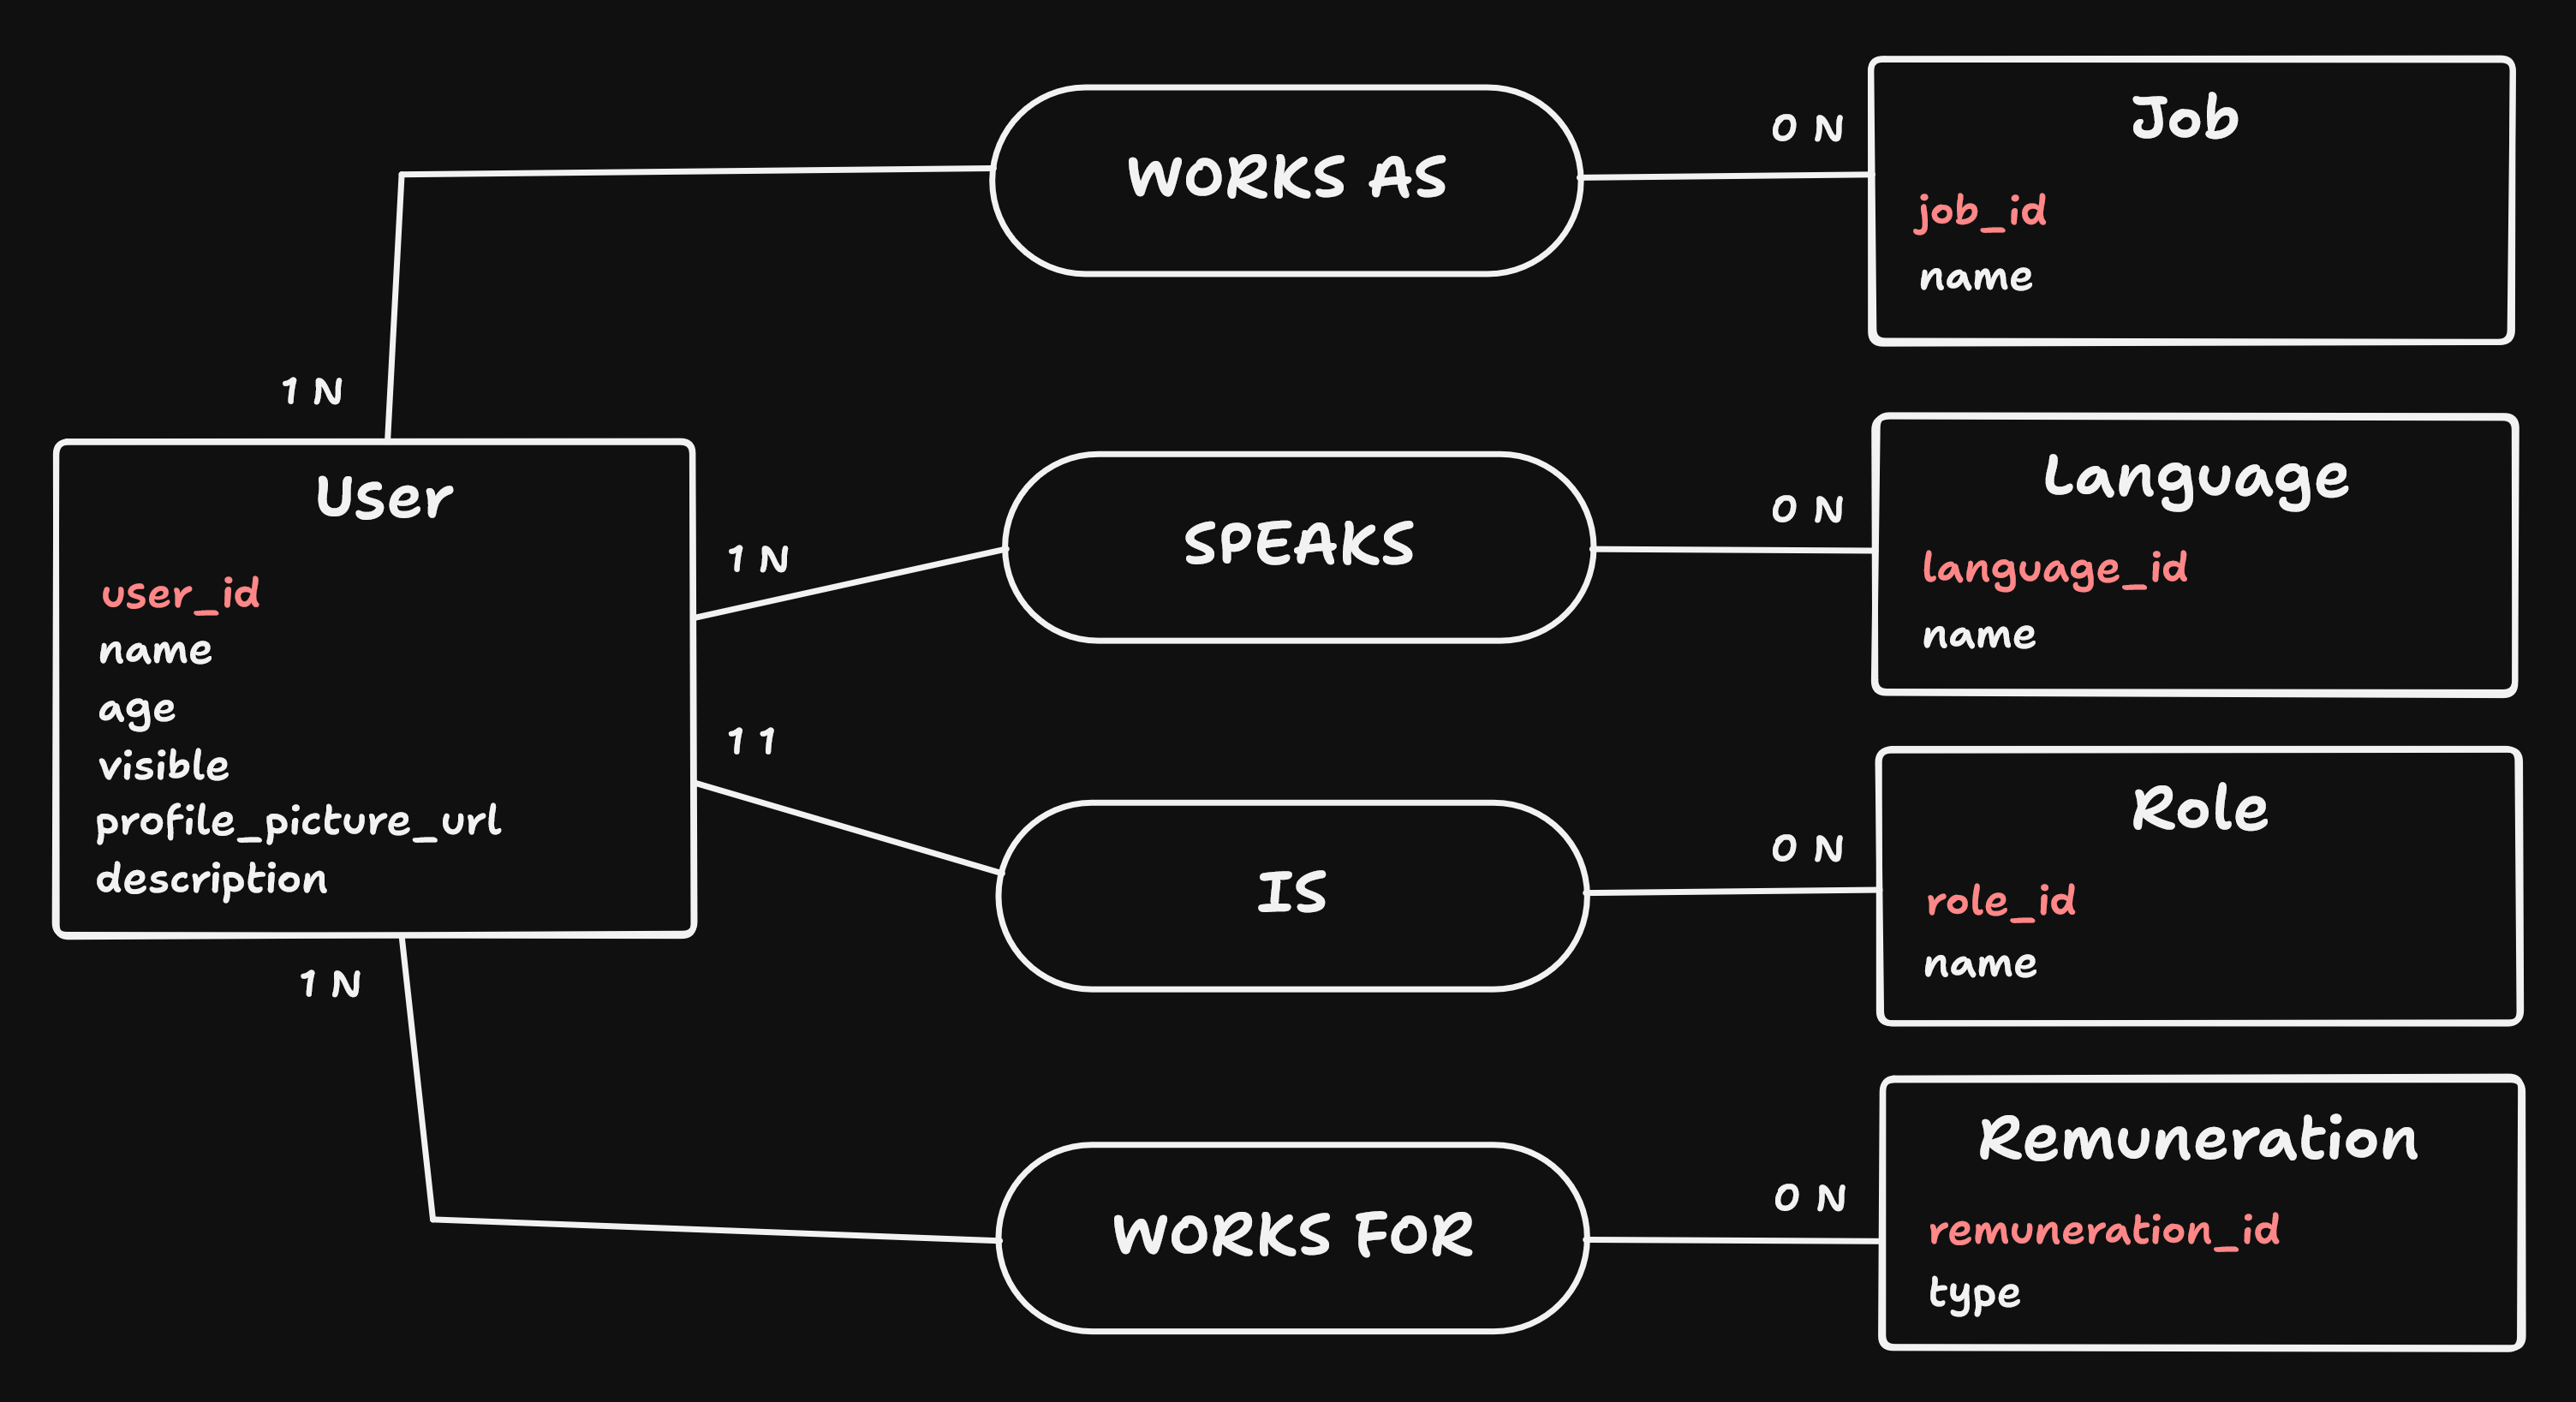 WORKS AS
0 N
Job
job_id
name
1 N
User
user_id
name
age
visible
profile_picture_url
description
1 N
SPEAKS
0 N
Language
language_id
name
1 1
IS
0 N
Role
role_id
name
1 N
WORKS FOR
0 N
Remuneration
remuneration_id
type